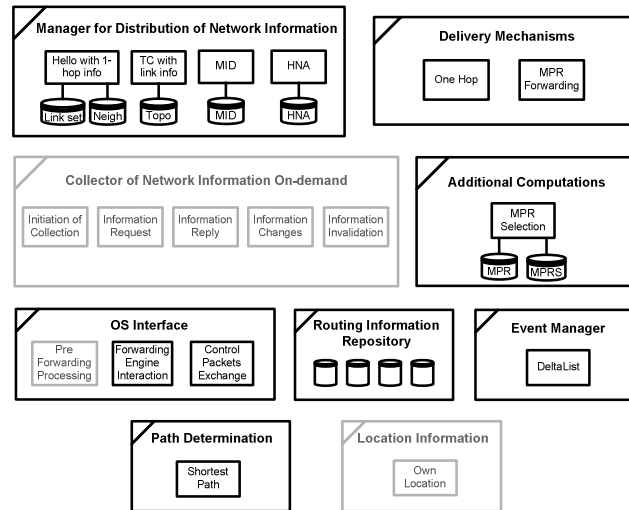 Manager for Distribution of Network Information
Hello with 1-
hop info
TC with
link info
MID
HNA
Link set
Neigh
Topo
MID
HNA
Delivery Mechanisms
One Hop
MPR
Forwarding
Collector of Network Information On-demand
Initiation of
Collection
Information
Request
Information
Reply
Information
Changes
Information
Invalidation
Additional Computations
MPR
Selection
MPR
MPRS
OS Interface
Pre
Forwarding
Processing
Forwarding
Engine
Interaction
Control
Packets
Exchange
Routing Information
Repository
Event Manager
DeltaList
Path Determination
Shortest
Path
Location Information
Own
Location